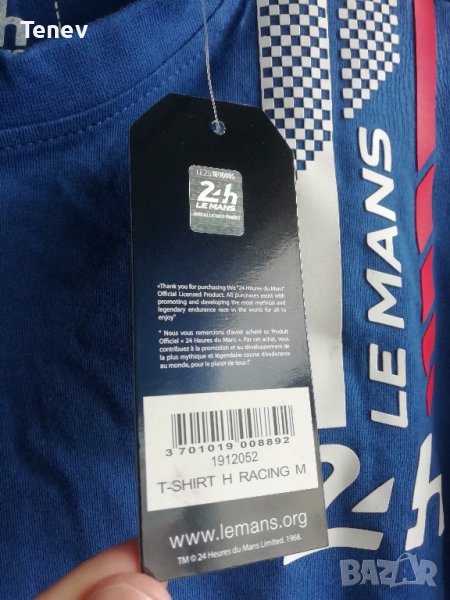 Tenev
24h
LE MANS
«Thank you for purchasing this "24 Heures du Mans"
Official Licensed Product. All purchases assist with
promoting and developing the most mythical and
legendary endurance race in the world for all to
enjoy"
" Nous vous remercions d'avoir acheté ce Produit
Officiel « 24 Heures du Mans ». Par cet achat, vous
contribuez à la promotion et au développement de
la plus mythique et légendaire course d'endurance
au monde, pour le plaisir de tous !"
3 701019 008892
1912052
T-SHIRT H RACING M
www.lemans.org
TM © 24 Heures du Mans Limited. 1968.
LE MANS
24h
BAZAR